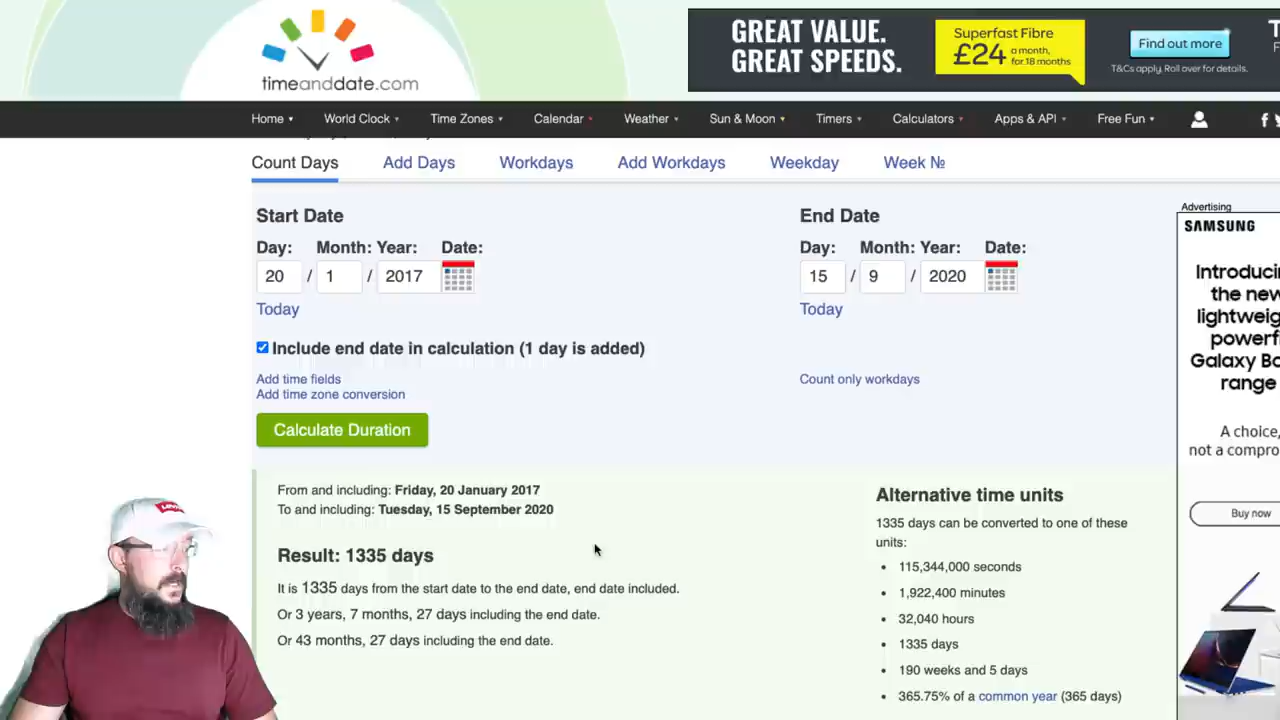 timeanddate.com
GREAT VALUE.
GREAT SPEEDS.
Superfast Fibre
£24 a month,
for 18 months
Find out more
T&Cs apply. Roll over for details.
Home
World Clock
Time Zones
Calendar
Weather
Sun & Moon
Timers
Calculators
Apps & API
Free Fun
Count Days
Add Days
Workdays
Add Workdays
Weekday
Week №
Advertising
Start Date
End Date
Day: Month: Year: Date:
Day: Month: Year: Date:
20 / 1 / 2017
15 / 9 / 2020
Today
Today
Include end date in calculation (1 day is added)
Add time fields
Add time zone conversion
Count only workdays
Calculate Duration
From and including: Friday, 20 January 2017
To and including: Tuesday, 15 September 2020
Result: 1335 days
It is 1335 days from the start date to the end date, end date included.
Or 3 years, 7 months, 27 days including the end date.
Or 43 months, 27 days including the end date.
Alternative time units
1335 days can be converted to one of these
units:
115,344,000 seconds
1,922,400 minutes
32,040 hours
1335 days
190 weeks and 5 days
365.75% of a common year (365 days)
SAMSUNG
the new
Galaxy
range
A choice,
not a
Buy now
Levi's